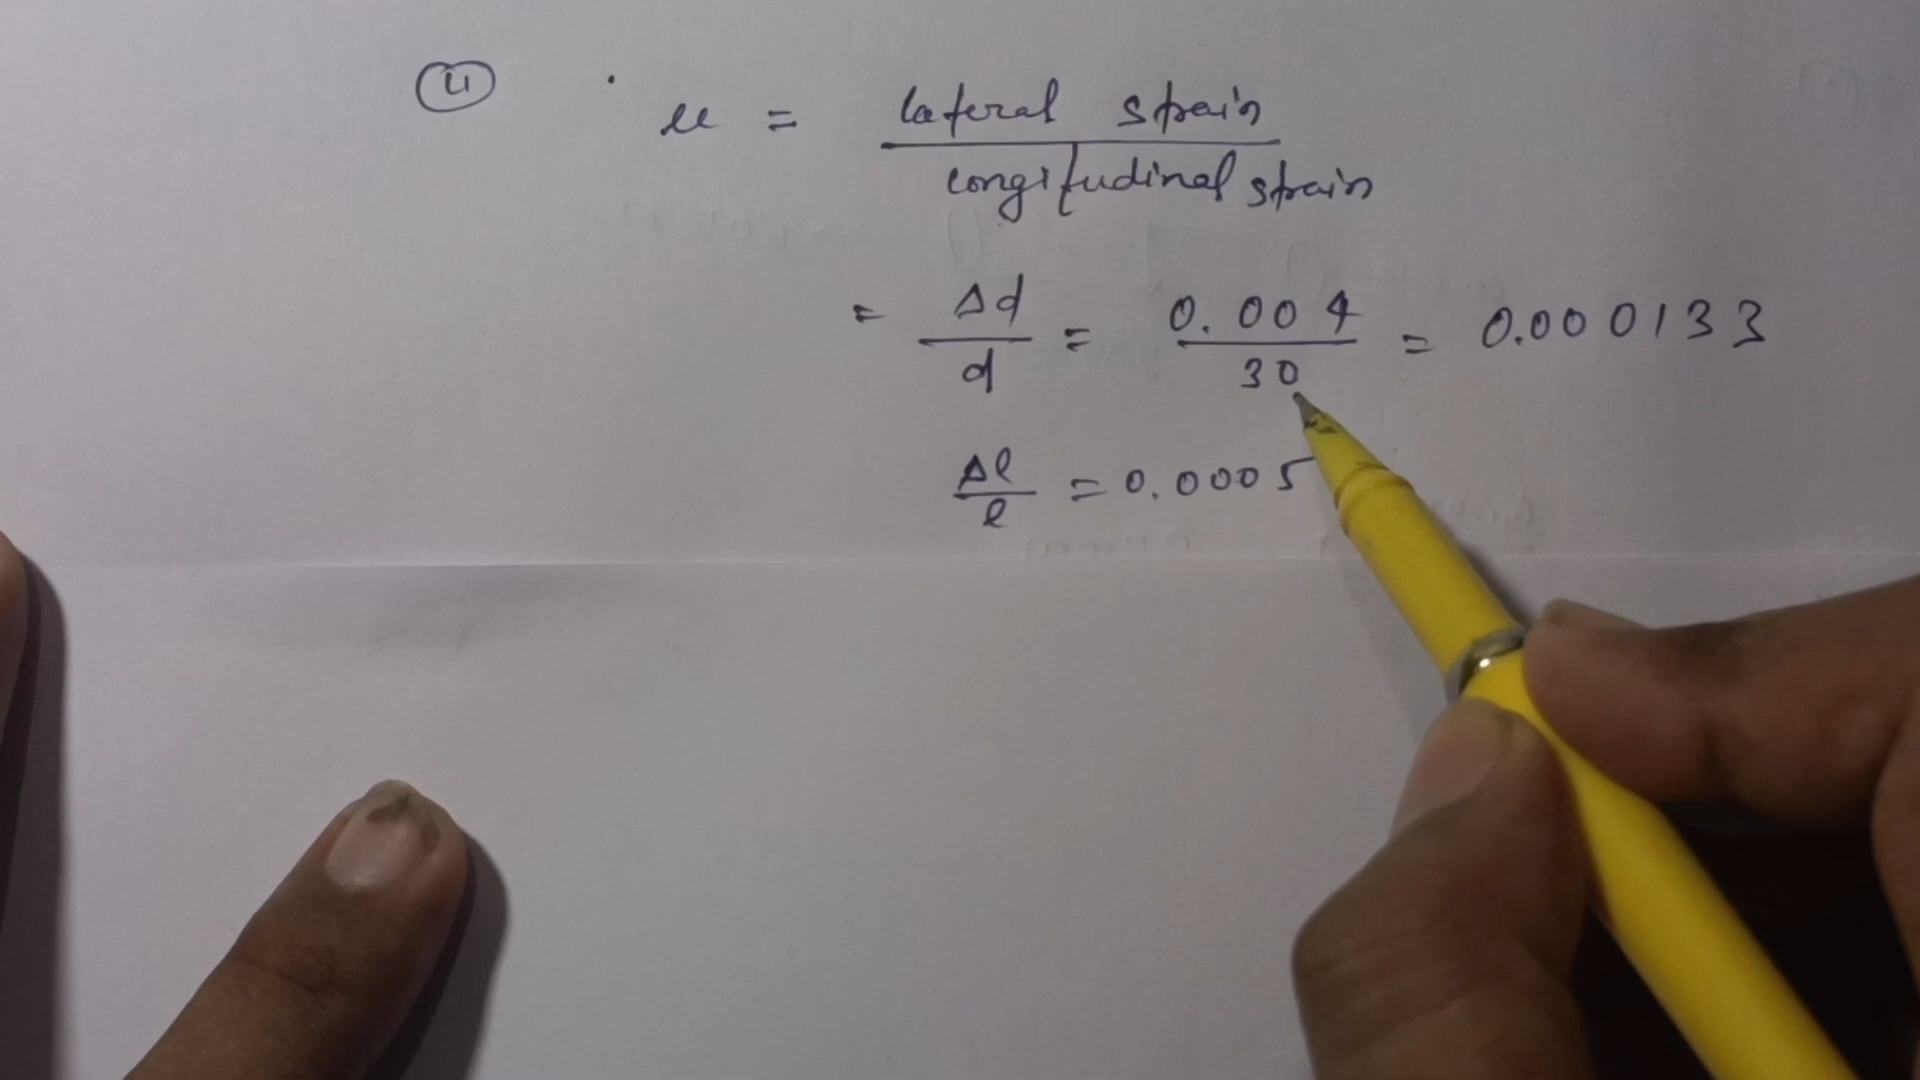 4
μ = lateral strain / longitudinal strain
= Δd / d = 0.004 / 30 = 0.000133
Δl / l = 0.0005